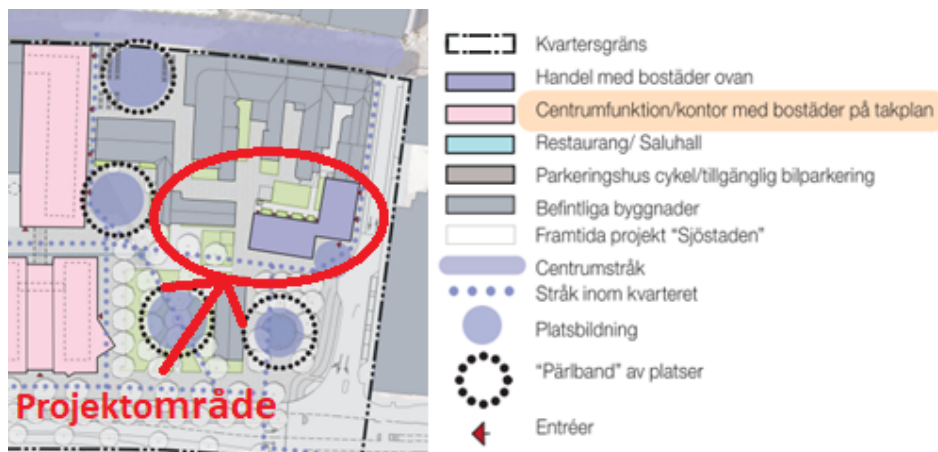 Projektområde
Kvartersgräns
Handel med bostäder ovan
Centrumfunktion/kontor med bostäder på takplan
Restaurang/ Saluhall
Parkeringshus cykel/tillgänglig bilparkering
Befintliga byggnader
Framtida projekt "Sjöstaden"
Centrumstråk
Stråk inom kvarteret
Platsbildning
"Pärlband" av platser
Entréer